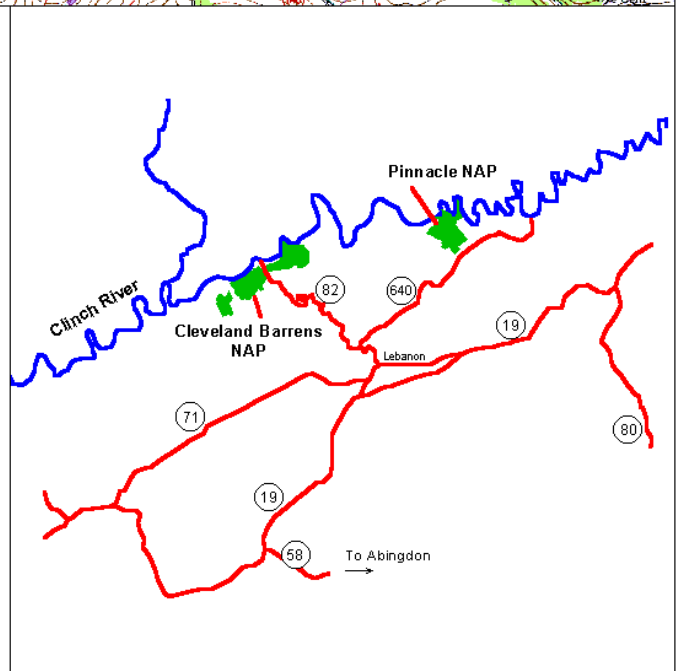 Pinnacle NAP
Clinch River
82
640
19
Cleveland Barrens
NAP
Lebanon
71
80
19
58
To Abingdon